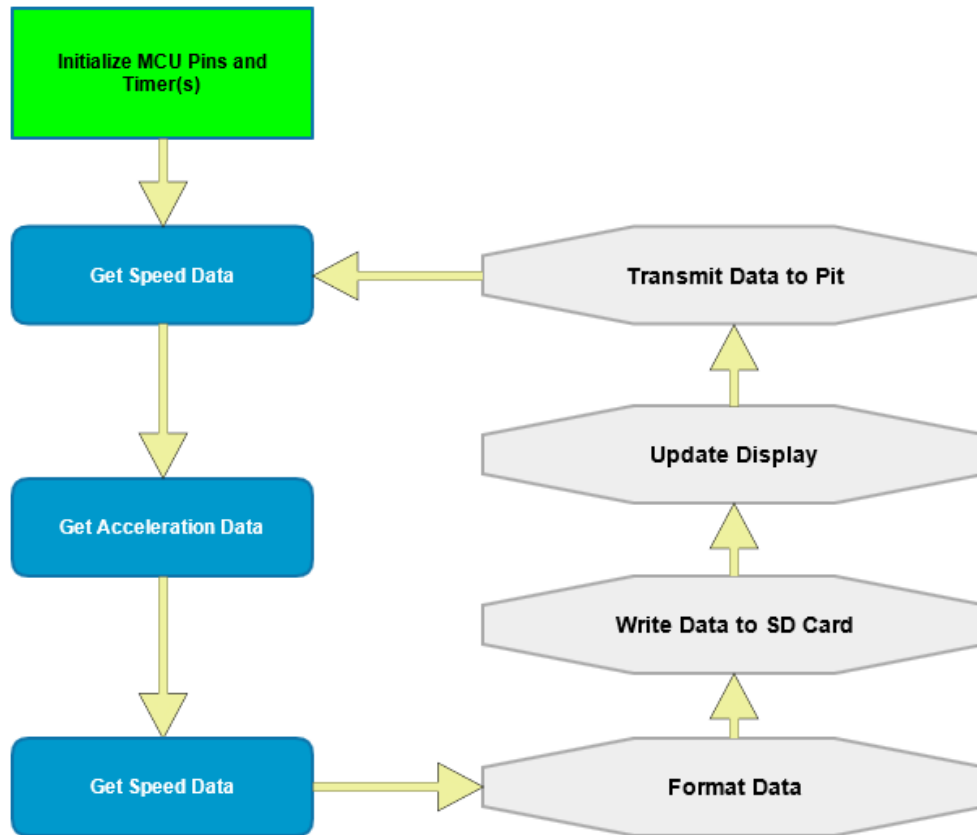 Initialize MCU Pins and
Timer(s)
Get Speed Data
Get Acceleration Data
Get Speed Data
Format Data
Write Data to SD Card
Update Display
Transmit Data to Pit